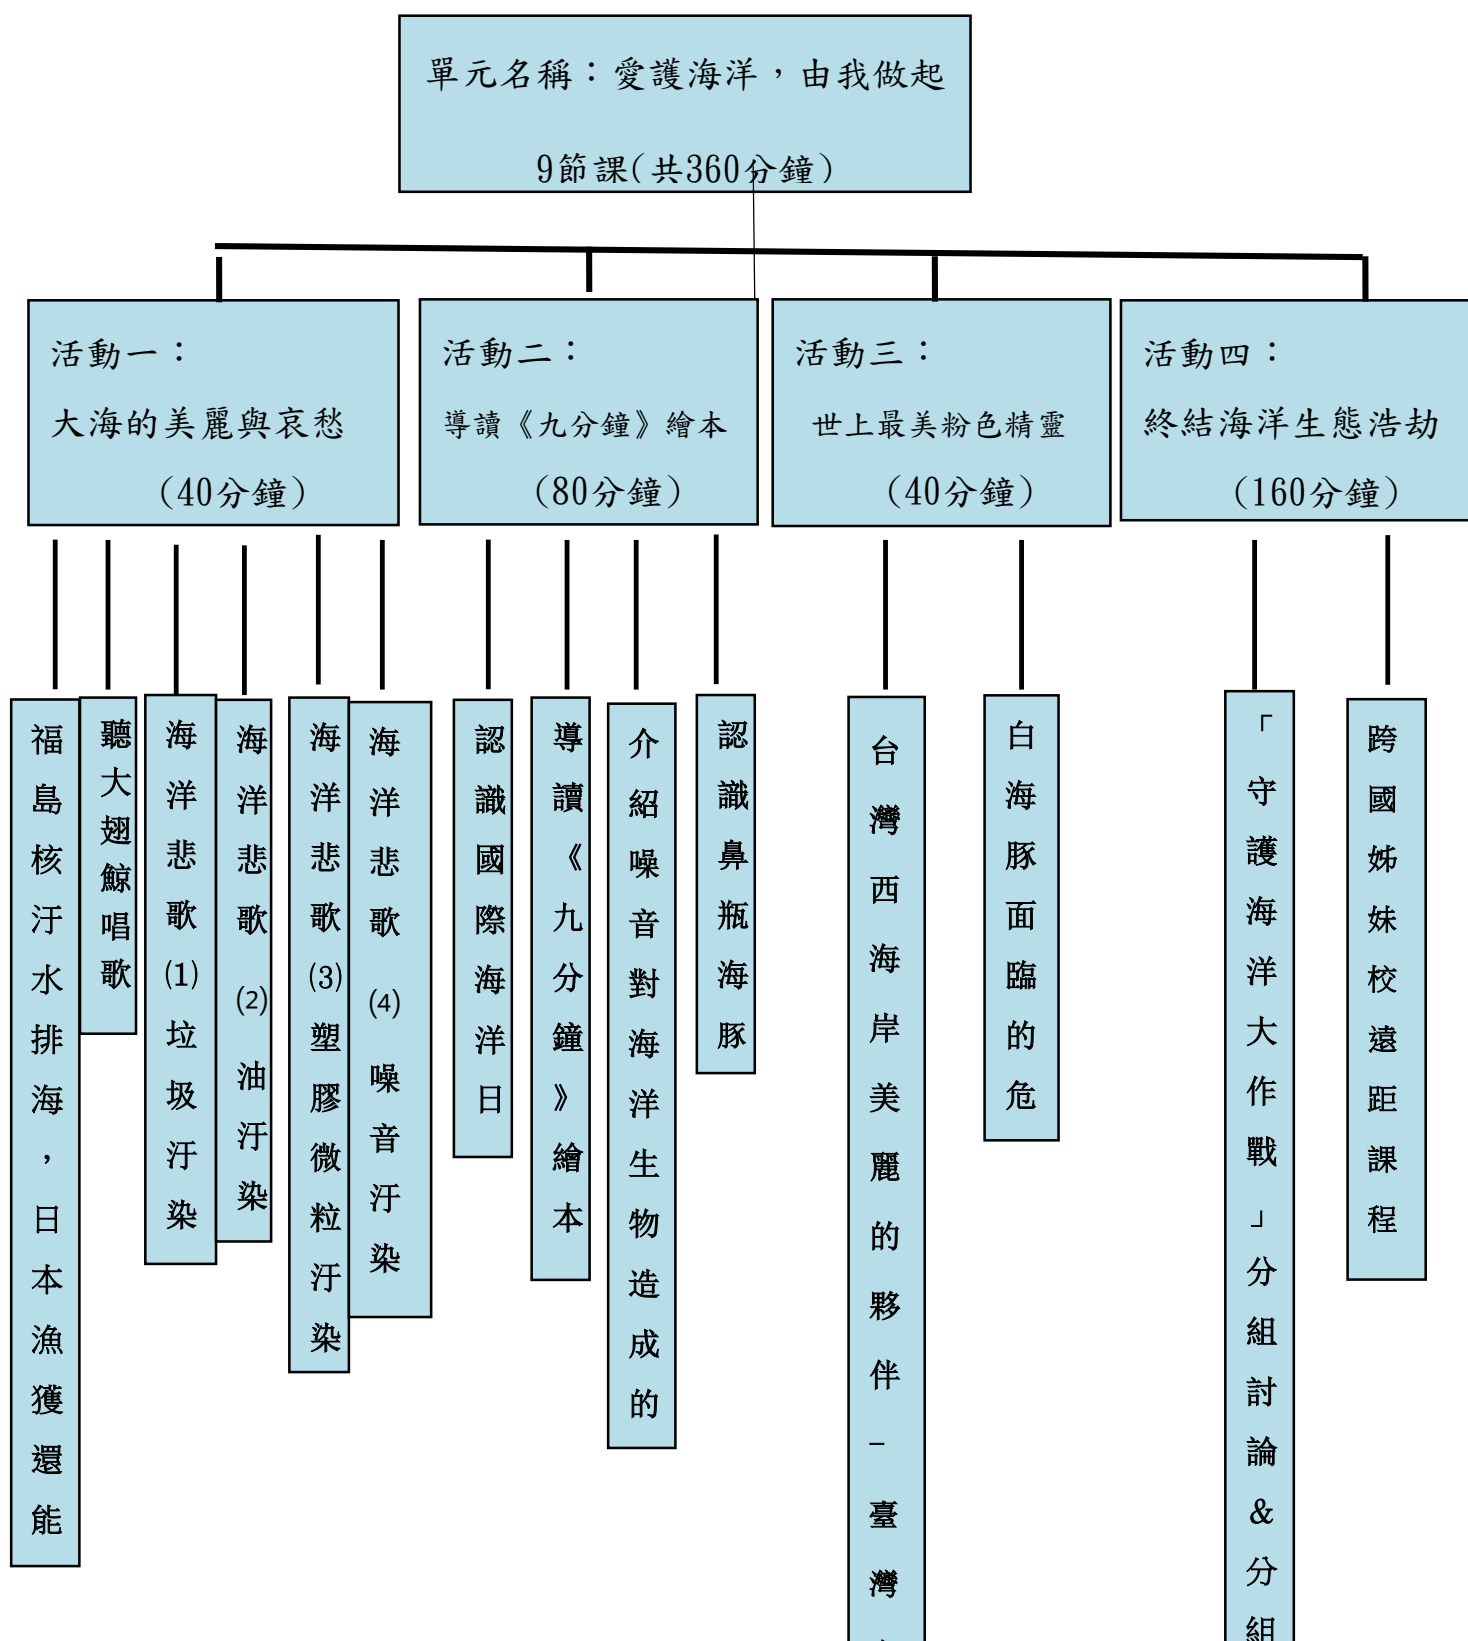 單元名稱：愛護海洋，由我做起
9節課(共360分鐘)
活動一：
大海的美麗與哀愁
(40分鐘)
活動二：
導讀《九分鐘》繪本
(80分鐘)
活動三：
世上最美粉色精靈
(40分鐘)
活動四：
終結海洋生態浩劫
(160分鐘)
福島核汙水排海，日本漁獲還能
聽大翅鯨唱歌
海洋悲歌(1)垃圾汙染
海洋悲歌(2)油汙染
海洋悲歌(3)塑膠微粒汙染
海洋悲歌(4)噪音汙染
認識國際海洋日
導讀《九分鐘》繪本
介紹噪音對海洋生物造成的
認識鼻瓶海豚
台灣西海岸美麗的夥伴-臺灣
白海豚面臨的危
「守護海洋大作戰」分組討論&分組
跨國姊妹校遠距課程